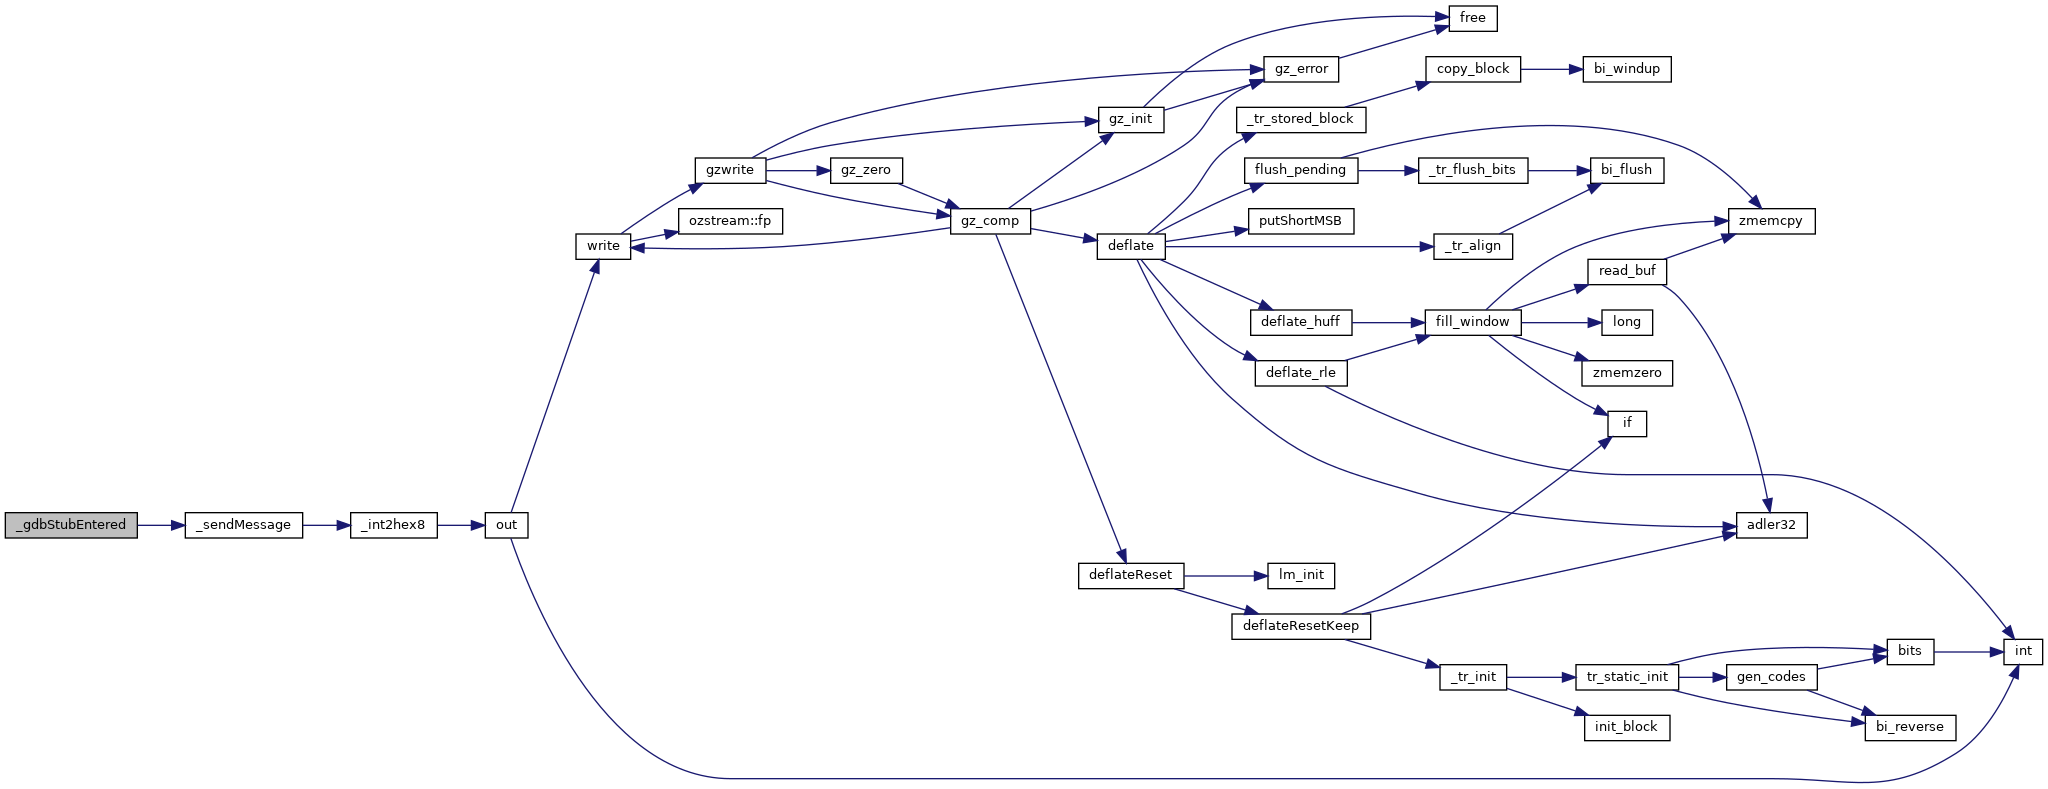 free
gz_error
copy_block
bi_windup
gz_init
_tr_stored_block
gzwrite
gz_zero
flush_pending
_tr_flush_bits
bi_flush
ozstream::fp
gz_comp
putShortMSB
zmemcpy
write
deflate
_tr_align
read_buf
deflate_huff
fill_window
long
deflate_rle
zmemzero
if
_gdbStubEntered
_sendMessage
_int2hex8
out
adler32
deflateReset
lm_init
deflateResetKeep
bits
int
_tr_init
tr_static_init
gen_codes
init_block
bi_reverse